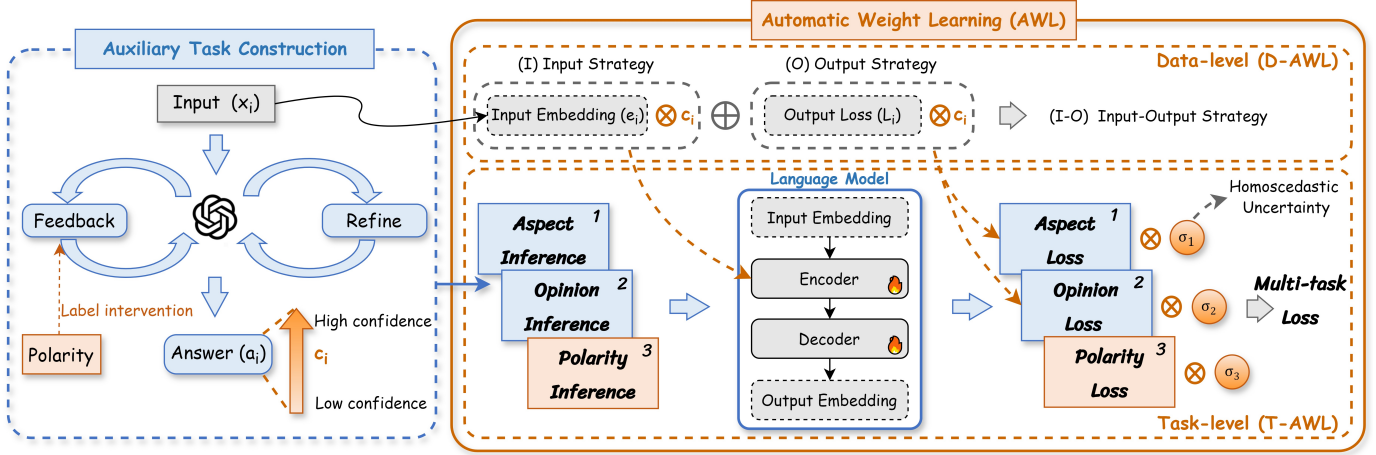 Auxiliary Task Construction
Input (xi)
Feedback
Refine
Label intervention
Polarity
Answer (ai)
High confidence
ci
Low confidence
Automatic Weight Learning (AWL)
Data-level (D-AWL)
(I) Input Strategy
(O) Output Strategy
Input Embedding (ei)
ci
Output Loss (Li)
ci
(I-O) Input-Output Strategy
Language Model
1
Aspect
Inference
2
Opinion
Inference
3
Polarity
Inference
Input Embedding
Encoder
Decoder
Output Embedding
1
Aspect
Loss
σ1
Homoscedastic
Uncertainty
2
Opinion
Loss
σ2
3
Polarity
Loss
σ3
Multi-task
Loss
Task-level (T-AWL)